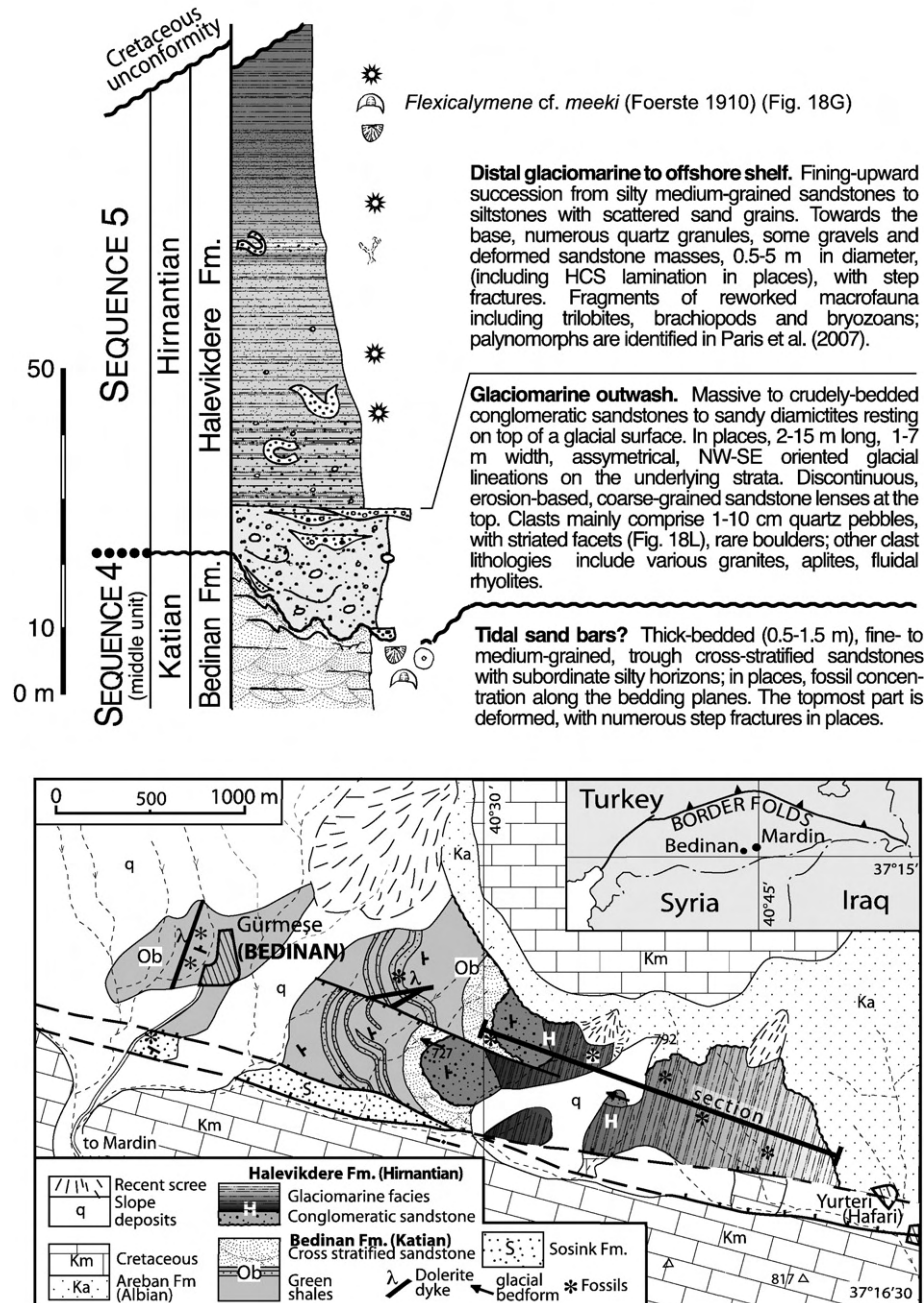 Cretaceous
unconformity
SEQUENCE 5
Hirnantian
Halevikdere Fm.
SEQUENCE 4
(middle unit)
Katian
Bedinan Fm.
50
10
0 m
Flexicalymene cf. meeki (Foerste 1910) (Fig. 18G)
Distal glaciomarine to offshore shelf. Fining-upward
succession from silty medium-grained sandstones to
siltstones with scattered sand grains. Towards the
base, numerous quartz granules, some gravels and
deformed sandstone masses, 0.5-5 m in diameter,
(including HCS lamination in places), with step
fractures. Fragments of reworked macrofauna
including trilobites, brachiopods and bryozoans;
palynomorphs are identified in Paris et al. (2007).
Glaciomarine outwash. Massive to crudely-bedded
conglomeratic sandstones to sandy diamictites resting
on top of a glacial surface. In places, 2-15 m long, 1-7
m width, assymetrical, NW-SE oriented glacial
lineations on the underlying strata. Discontinuous,
erosion-based, coarse-grained sandstone lenses at the
top. Clasts mainly comprise 1-10 cm quartz pebbles,
with striated facets (Fig. 18L), rare boulders; other clast
lithologies include various granites, aplites, fluidal
rhyolites.
Tidal sand bars? Thick-bedded (0.5-1.5 m), fine- to
medium-grained, trough cross-stratified sandstones
with subordinate silty horizons; in places, fossil concen-
tration along the bedding planes. The topmost part is
deformed, with numerous step fractures in places.
0 500 1000 m
40°30'
Turkey
BORDER FOLDS
Bedinan Mardin
37°15'
Syria
40°45'
Iraq
q
Ka
Km
Gürmeşe
(BEDINAN)
Ob
λ
q
λ
Ob
Ka
H
792
727
section
S
q
H
Km
to Mardin
Yurteri
(Hafari)
Km
817
37°16'30
Recent scree
q
Slope
deposits
Km
Cretaceous
Ka
Areban Fm
(Albian)
Halevikdere Fm. (Hirnantian)
H
Glaciomarine facies
Conglomeratic sandstone
Bedinan Fm. (Katian)
Cross stratified sandstone
Ob
Green
shales
S
Sosink Fm.
λ
Dolerite
dyke
glacial
bedform
* Fossils